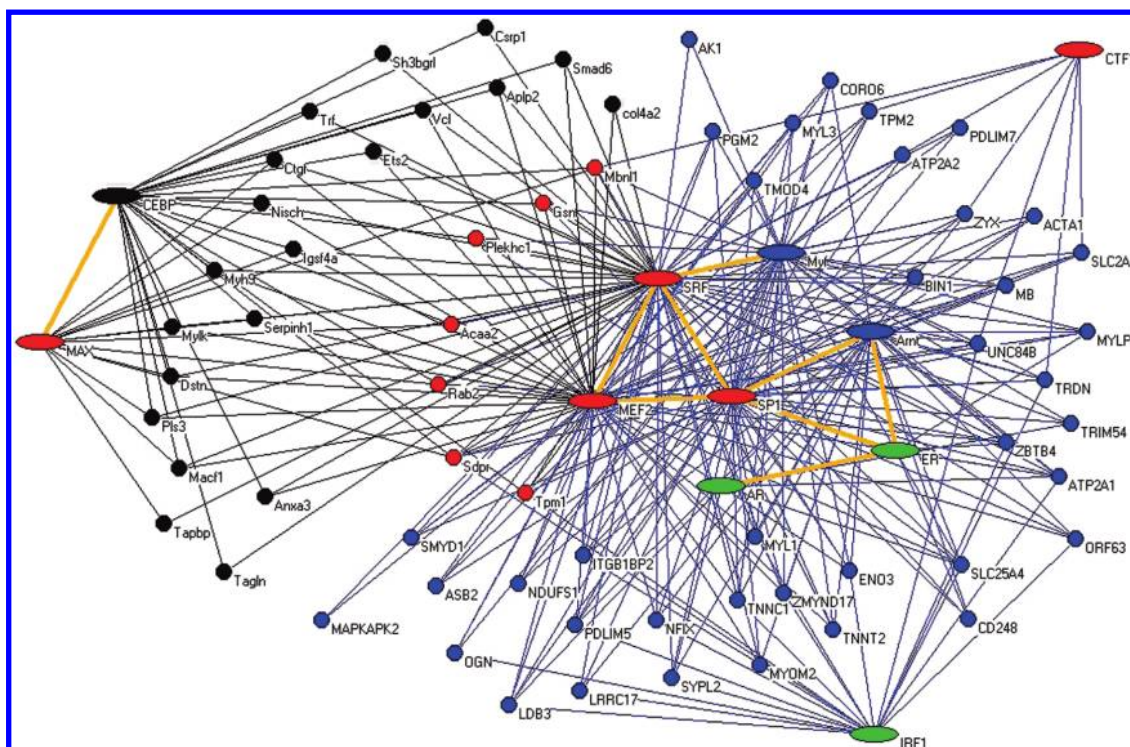 Csrp1
Sh3bgrl
Smad6
AK1
CTF
Aplp2
CORO6
Trf
Vcl
col4a2
PGM2
MYL3
TPM2
PDLIM7
Ctgf
Ets2
Mbnl1
ATP2A2
TMOD4
CEBP
Nisch
Gsn
ZYX
ACTA1
Plekhc1
Igsf4a
Myf
SLC2A
Myh9
SRF
BIN1
MB
Mylk
Serpinh1
Acaa2
Arnt
MYLP
MAX
UNC84B
Dstn
Rab2
TRDN
MEF2
SP1
Pls3
TRIM54
ER
ZBTB4
Macf1
Sdpr
AR
ATP2A1
Anxa3
Tpm1
Tapbp
SMYD1
MYL1
ORF63
ITGB1BP2
Tagln
ASB2
NDUFS1
ENO3
SLC25A4
TNNC1
ZMYND17
MAPKAPK2
PDLIM5
NFIX
TNNT2
CD248
OGN
MYOM2
SYPL2
LRRC17
LDB3
IRF1